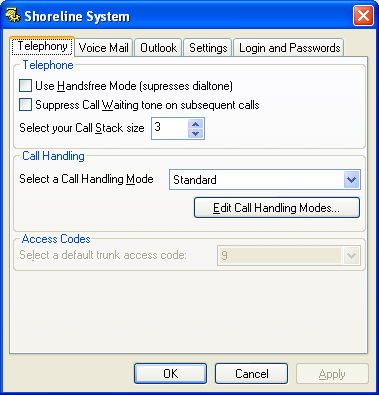 Shoreline System
Telephony Voice Mail Outlook Settings Login and Passwords
Telephone
Use Handsfree Mode (supresses dialtone)
Suppress Call Waiting tone on subsequent calls
Select your Call Stack size 3
Call Handling
Select a Call Handling Mode Standard
Edit Call Handling Modes...
Access Codes
Select a default trunk access code: 9
OK Cancel Apply